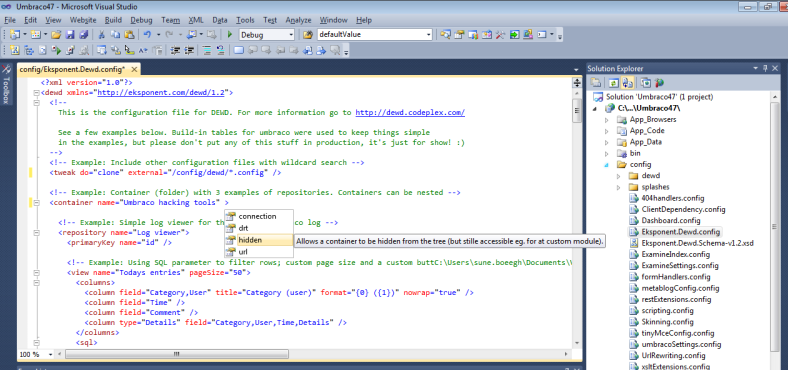 Umbraco47 - Microsoft Visual Studio
File Edit View Website Build Debug Team XML Data Tools Test Analyze Window Help
Debug defaultValue
Toolbox
config/Eksponent.Dewd.config* ×
<?xml version="1.0"?>
<dewd xmlns="http://eksponent.com/dewd/1.2">
<!--
This is the configuration file for DEWD. For more information go to http://dewd.codeplex.com/
See a few examples below. Build-in tables for umbraco were used to keep things simple
in the examples, but please don't put any of this stuff in production, it's just for show! :)
-->
<!-- Example: Include other configuration files with wildcard search -->
<tweak do="clone" external="/config/dewd/*.config" />
<!-- Example: Container (folder) with 3 examples of repositories. Containers can be nested -->
<container name="Umbraco hacking tools" >
connection
drt
hidden
url
Allows a container to be hidden from the tree (but still accessible eg. for at custom module).
<!-- Example: Simple log viewer for th co log -->
<repository name="Log viewer">
<primaryKey name="id" />
<!-- Example: Using SQL parameter to filter rows; custom page size and a custom buttC:\Users\sune.boeegh\Documents\
<view name="Todays entries" pageSize="50">
<columns>
<column field="Category,User" title="Category (user)" format="{0} ({1})" nowrap="true" />
<column field="Time" />
<column field="Comment" />
<column type="Details" field="Category,User,Time,Details" />
</columns>
<sql>
100 %
Solution Explorer
Solution 'Umbraco47' (1 project)
C:\...\Umbraco47\
App_Browsers
App_Code
App_Data
bin
config
dewd
splashes
404handlers.config
ClientDependency.config
Dashboard.config
Eksponent.Dewd.config
Eksponent.Dewd.Schema-v1.2.xsd
ExamineIndex.config
ExamineSettings.config
formHandlers.config
metablogConfig.config
restExtensions.config
scripting.config
Skinning.config
tinyMceConfig.config
umbracoSettings.config
UrlRewriting.config
xsltExtensions.config